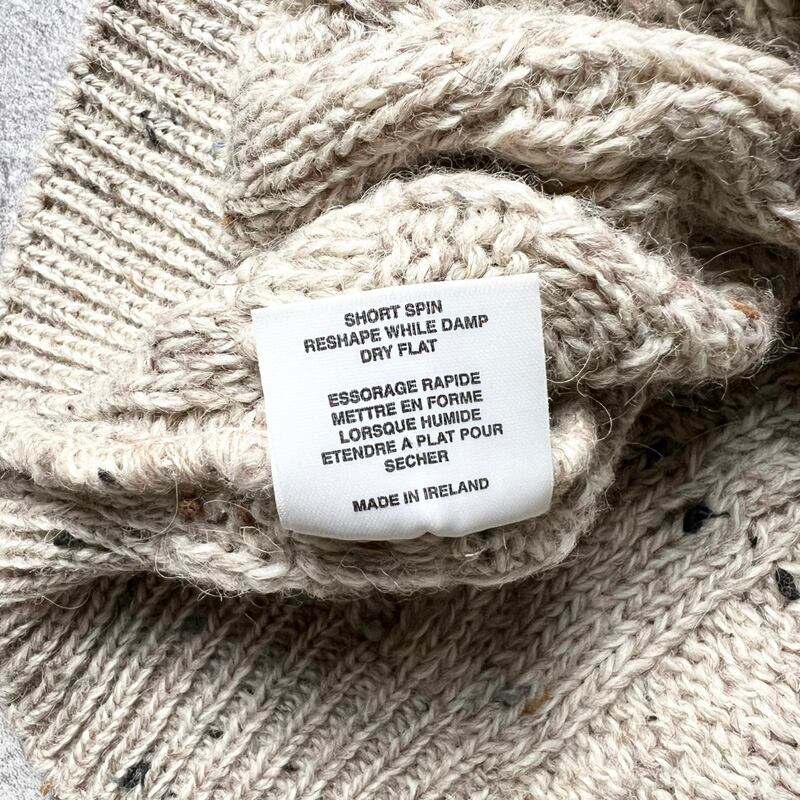 SHORT SPIN
RESHAPE WHILE DAMP
DRY FLAT
ESSORAGE RAPIDE
METTRE EN FORME
LORSQUE HUMIDE
ETENDRE A PLAT POUR
SECHER
MADE IN IRELAND